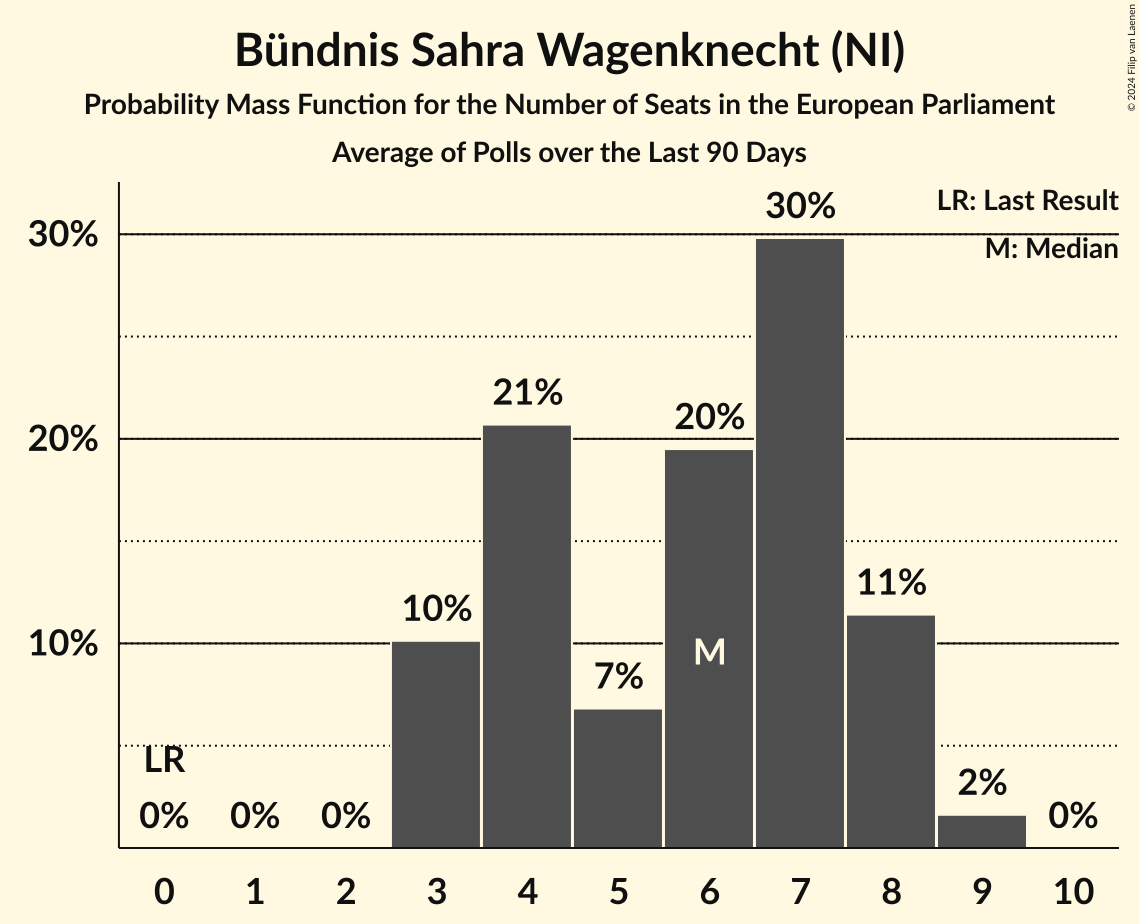 Bündnis Sahra Wagenknecht (NI)
Probability Mass Function for the Number of Seats in the European Parliament
Average of Polls over the Last 90 Days
© 2024 Filip van Laenen
LR: Last Result
M: Median
30%
20%
10%
LR
0%
0%
0%
10%
21%
7%
20%
M
30%
11%
2%
0%
0 1 2 3 4 5 6 7 8 9 10